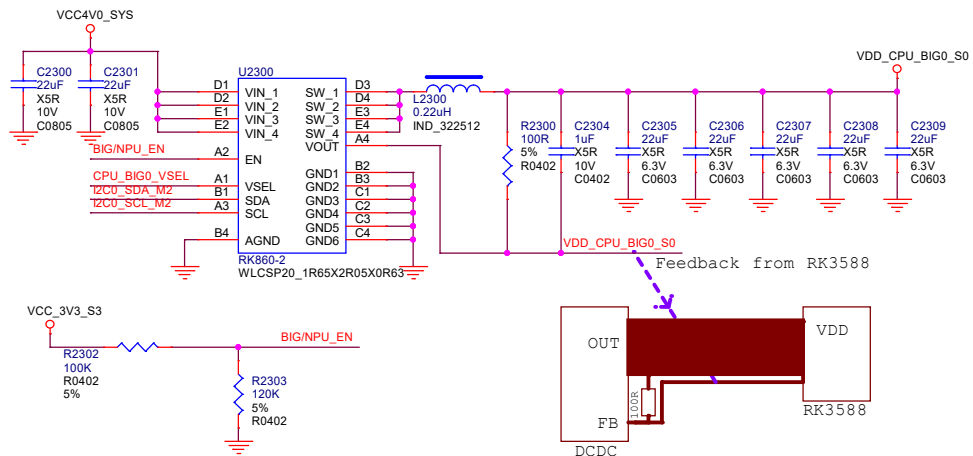 VCC4V0_SYS
VDD_CPU_BIG0_S0
C2300
22uF
X5R
10V
C0805
C2301
22uF
X5R
10V
C0805
U2300
D1
D2
E1
E2
VIN_1
VIN_2
VIN_3
VIN_4
SW_1
SW_2
SW_3
SW_4
D3
D4
E3
E4
VOUT
A4
L2300
0.22uH
IND_322512
R2300
100R
5%
R0402
C2304
1uF
X5R
10V
C0402
C2305
22uF
X5R
6.3V
C0603
C2306
22uF
X5R
6.3V
C0603
C2307
22uF
X5R
6.3V
C0603
C2308
22uF
X5R
6.3V
C0603
C2309
22uF
X5R
6.3V
C0603
BIG/NPU_EN
A2
EN
CPU_BIG0_VSEL
A1
VSEL
I2C0_SDA_M2
B1
SDA
I2C0_SCL_M2
A3
SCL
B4
AGND
GND1
GND2
GND3
GND4
GND5
GND6
B2
B3
C1
C2
C3
C4
RK860-2
WLCSP20_1R65X2R05X0R63
VDD_CPU_BIG0_S0
Feedback from RK3588
VCC_3V3_S3
BIG/NPU_EN
R2302
100K
R0402
5%
R2303
120K
5%
R0402
OUT
VDD
100R
FB
RK3588
DCDC